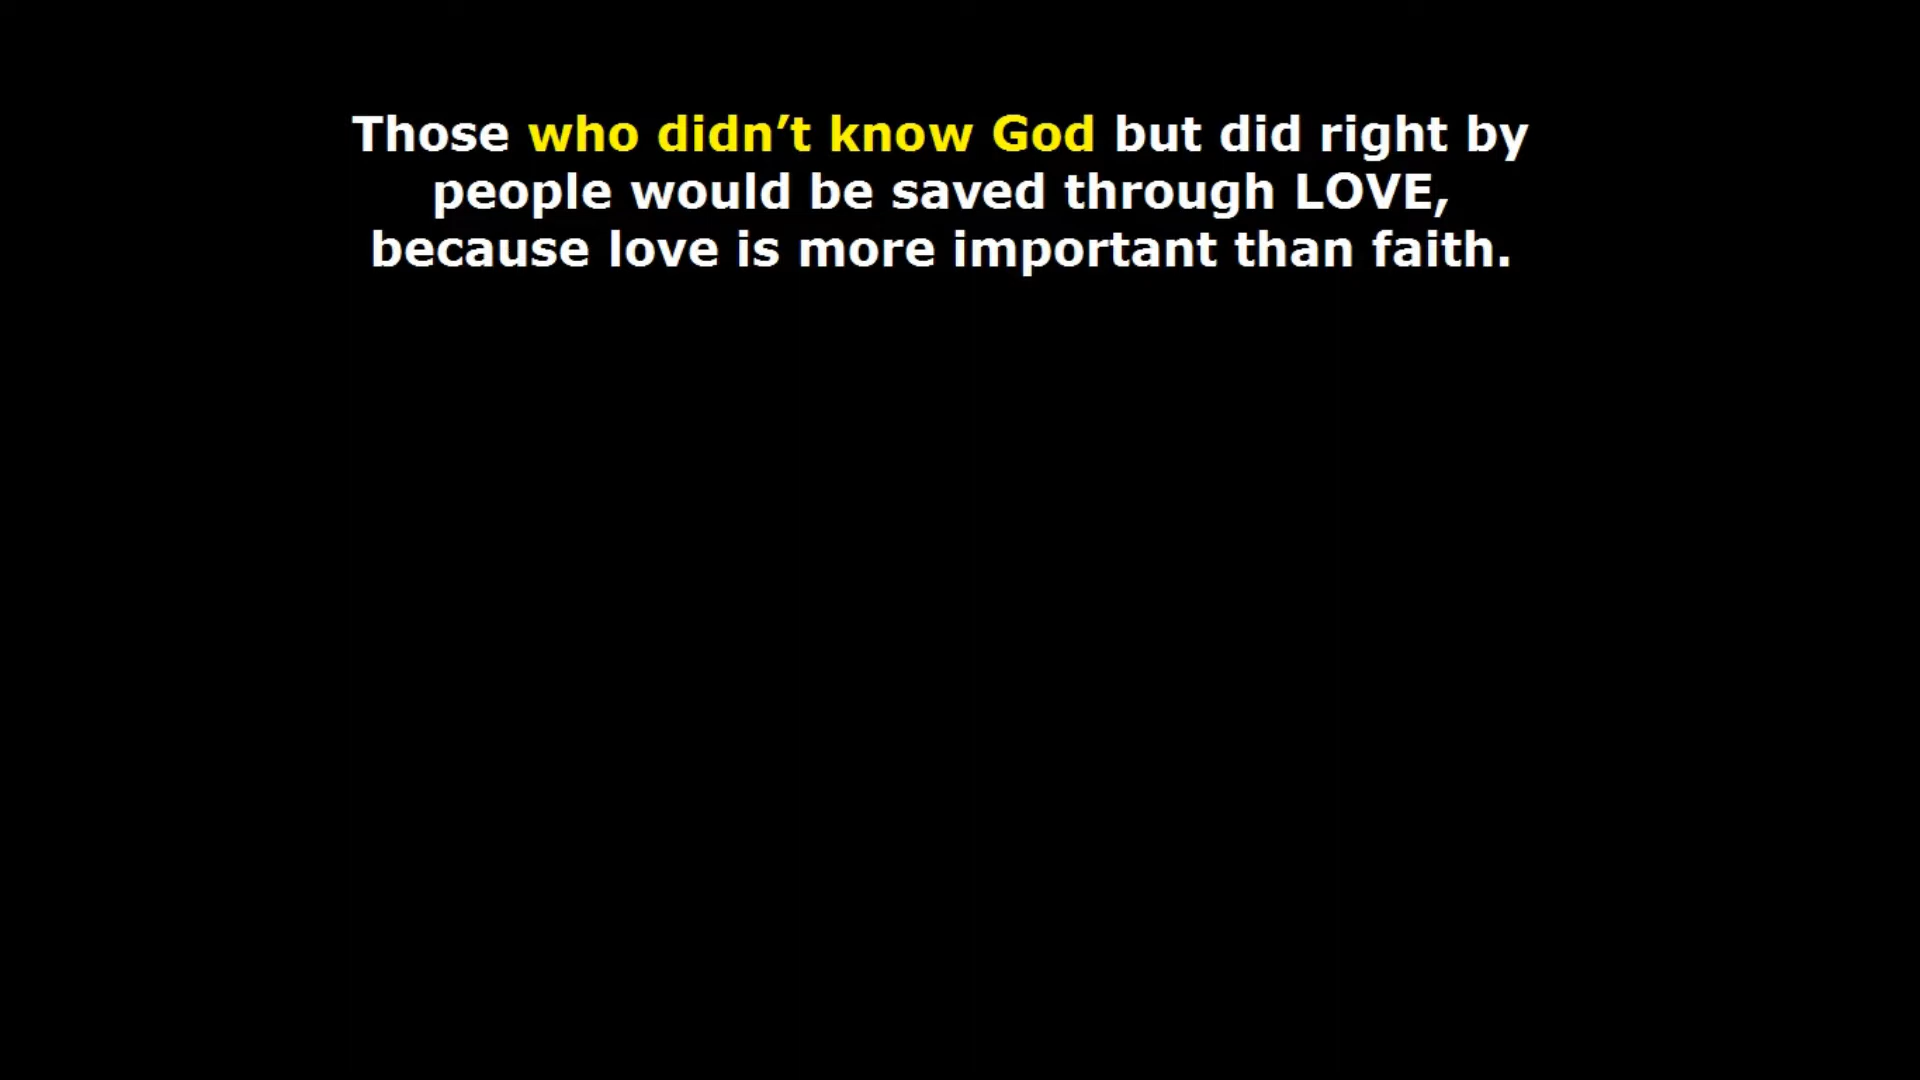 Those who didn’t know God but did right by
people would be saved through LOVE,
because love is more important than faith.